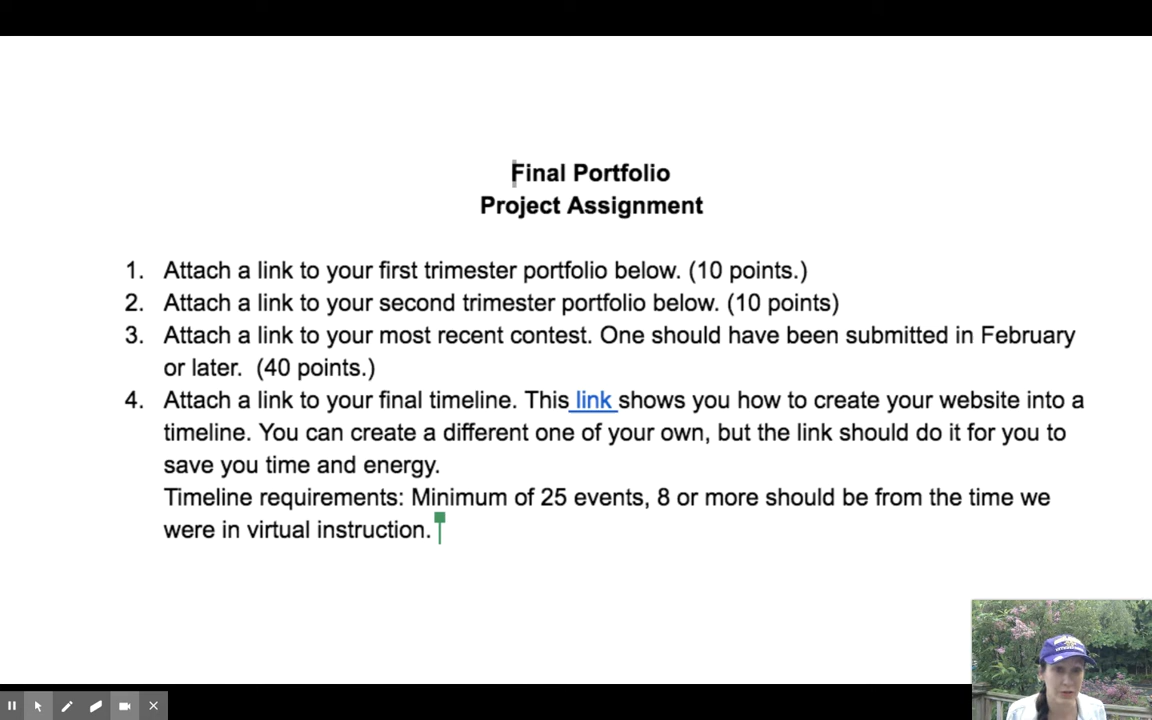 Final Portfolio
Project Assignment
1. Attach a link to your first trimester portfolio below. (10 points.)
2. Attach a link to your second trimester portfolio below. (10 points)
3. Attach a link to your most recent contest. One should have been submitted in February
or later. (40 points.)
4. Attach a link to your final timeline. This link shows you how to create your website into a
timeline. You can create a different one of your own, but the link should do it for you to
save you time and energy.
Timeline requirements: Minimum of 25 events, 8 or more should be from the time we
were in virtual instruction.